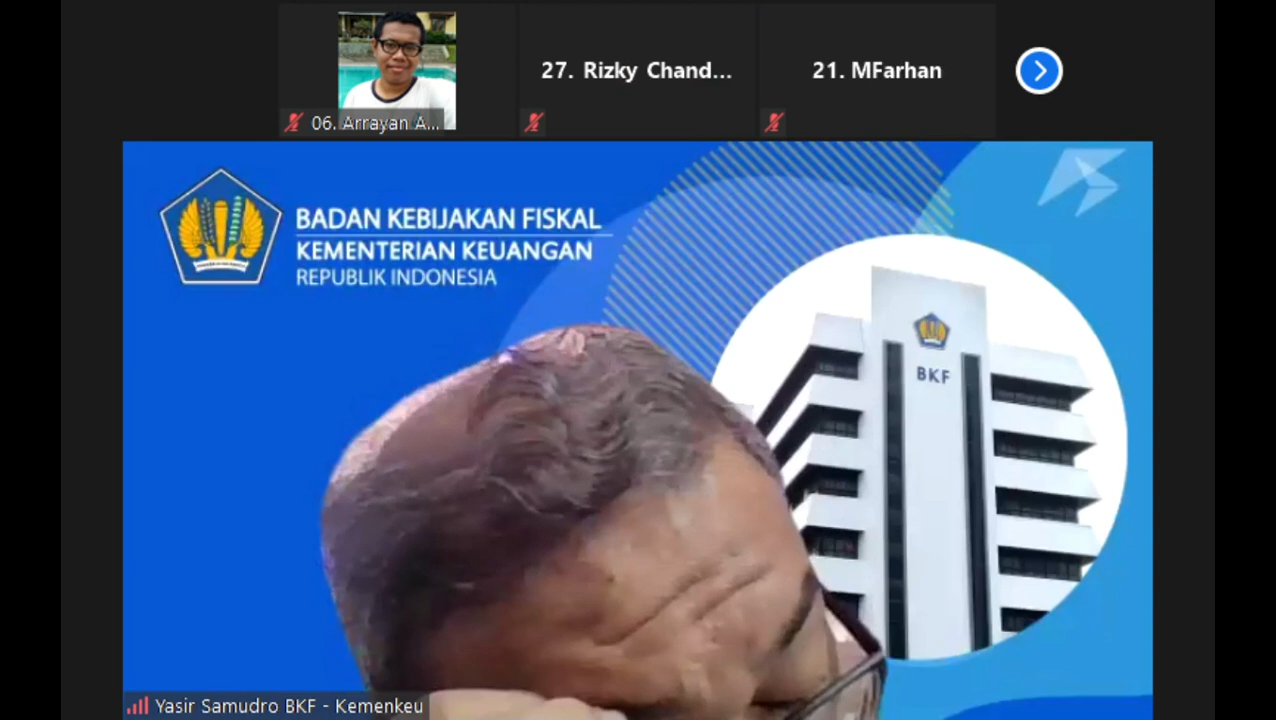 06. Arrayan A...
27. Rizky Chand...
21. MFarhan
BADAN KEBIJAKAN FISKAL
KEMENTERIAN KEUANGAN
REPUBLIK INDONESIA
BKF
Yasir Samudro BKF - Kemenkeu